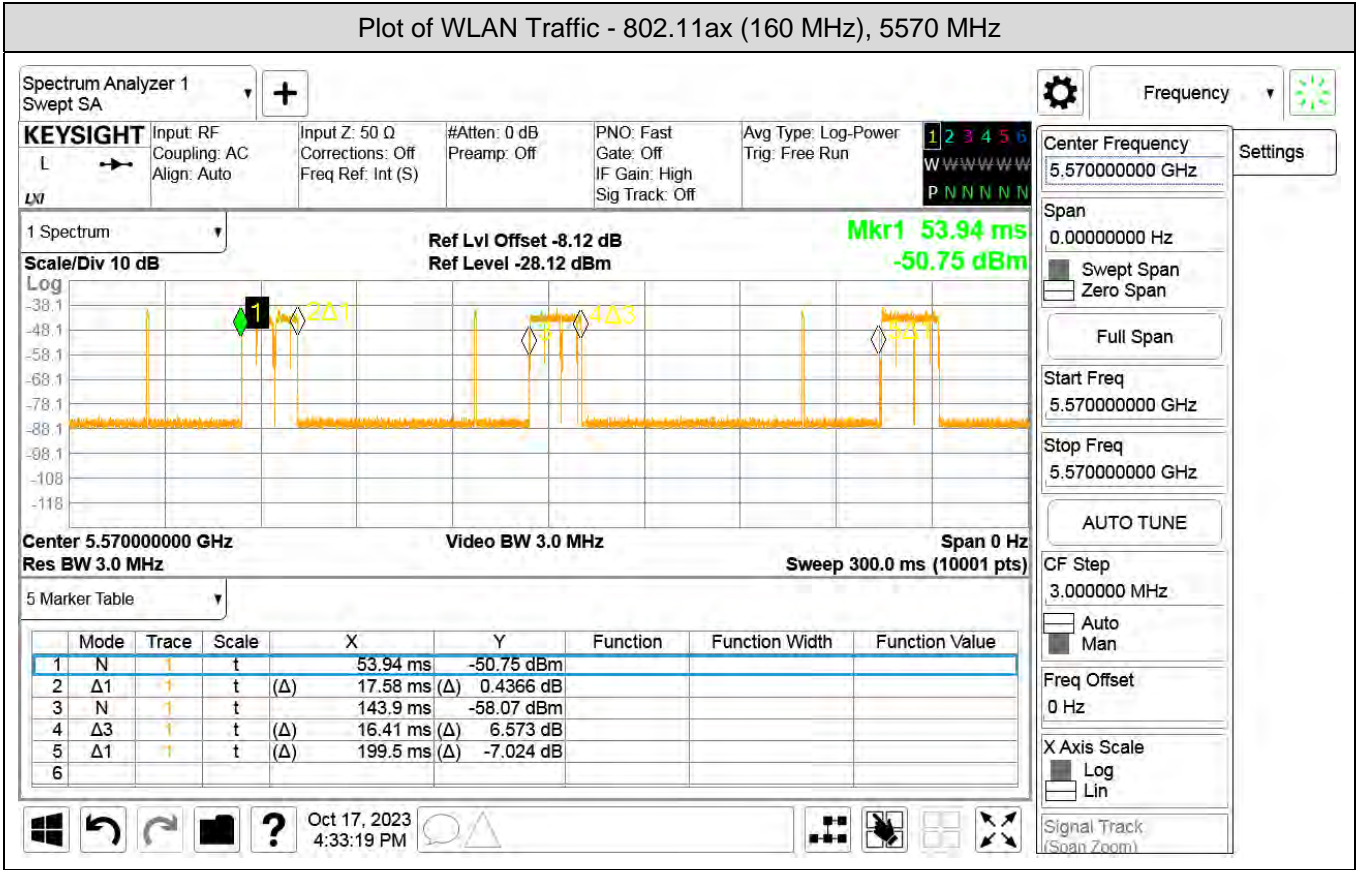 Plot of WLAN Traffic - 802.11ax (160 MHz), 5570 MHz
Spectrum Analyzer 1
Swept SA
Frequency
KEYSIGHT
L
LXI
Input: RF
Coupling: AC
Align: Auto
Input Z: 50 Ω
Corrections: Off
Freq Ref: Int (S)
#Atten: 0 dB
Preamp: Off
PNO: Fast
Gate: Off
IF Gain: High
Sig Track: Off
Avg Type: Log-Power
Trig: Free Run
1 2 3 4 5 6
W W W W W W
P N N N N N
Settings
1 Spectrum
Scale/Div 10 dB
Ref Lvl Offset -8.12 dB
Ref Level -28.12 dBm
Mkr1 53.94 ms
-50.75 dBm
Log
-38.1
-48.1
-58.1
-68.1
-78.1
-88.1
-98.1
-108
-118
1
2Δ1
3
4Δ3
5Δ1
Center 5.570000000 GHz
Res BW 3.0 MHz
Video BW 3.0 MHz
Span 0 Hz
Sweep 300.0 ms (10001 pts)
5 Marker Table
Mode Trace Scale X Y Function Function Width Function Value
1 N 1 t 53.94 ms -50.75 dBm
2 Δ1 1 t (Δ) 17.58 ms (Δ) 0.4366 dB
3 N 1 t 143.9 ms -58.07 dBm
4 Δ3 1 t (Δ) 16.41 ms (Δ) 6.573 dB
5 Δ1 1 t (Δ) 199.5 ms (Δ) -7.024 dB
6
Center Frequency
5.570000000 GHz
Span
0.00000000 Hz
Swept Span
Zero Span
Full Span
Start Freq
5.570000000 GHz
Stop Freq
5.570000000 GHz
AUTO TUNE
CF Step
3.000000 MHz
Auto
Man
Freq Offset
0 Hz
X Axis Scale
Log
Lin
Signal Track
(Span Zoom)
?
Oct 17, 2023
4:33:19 PM